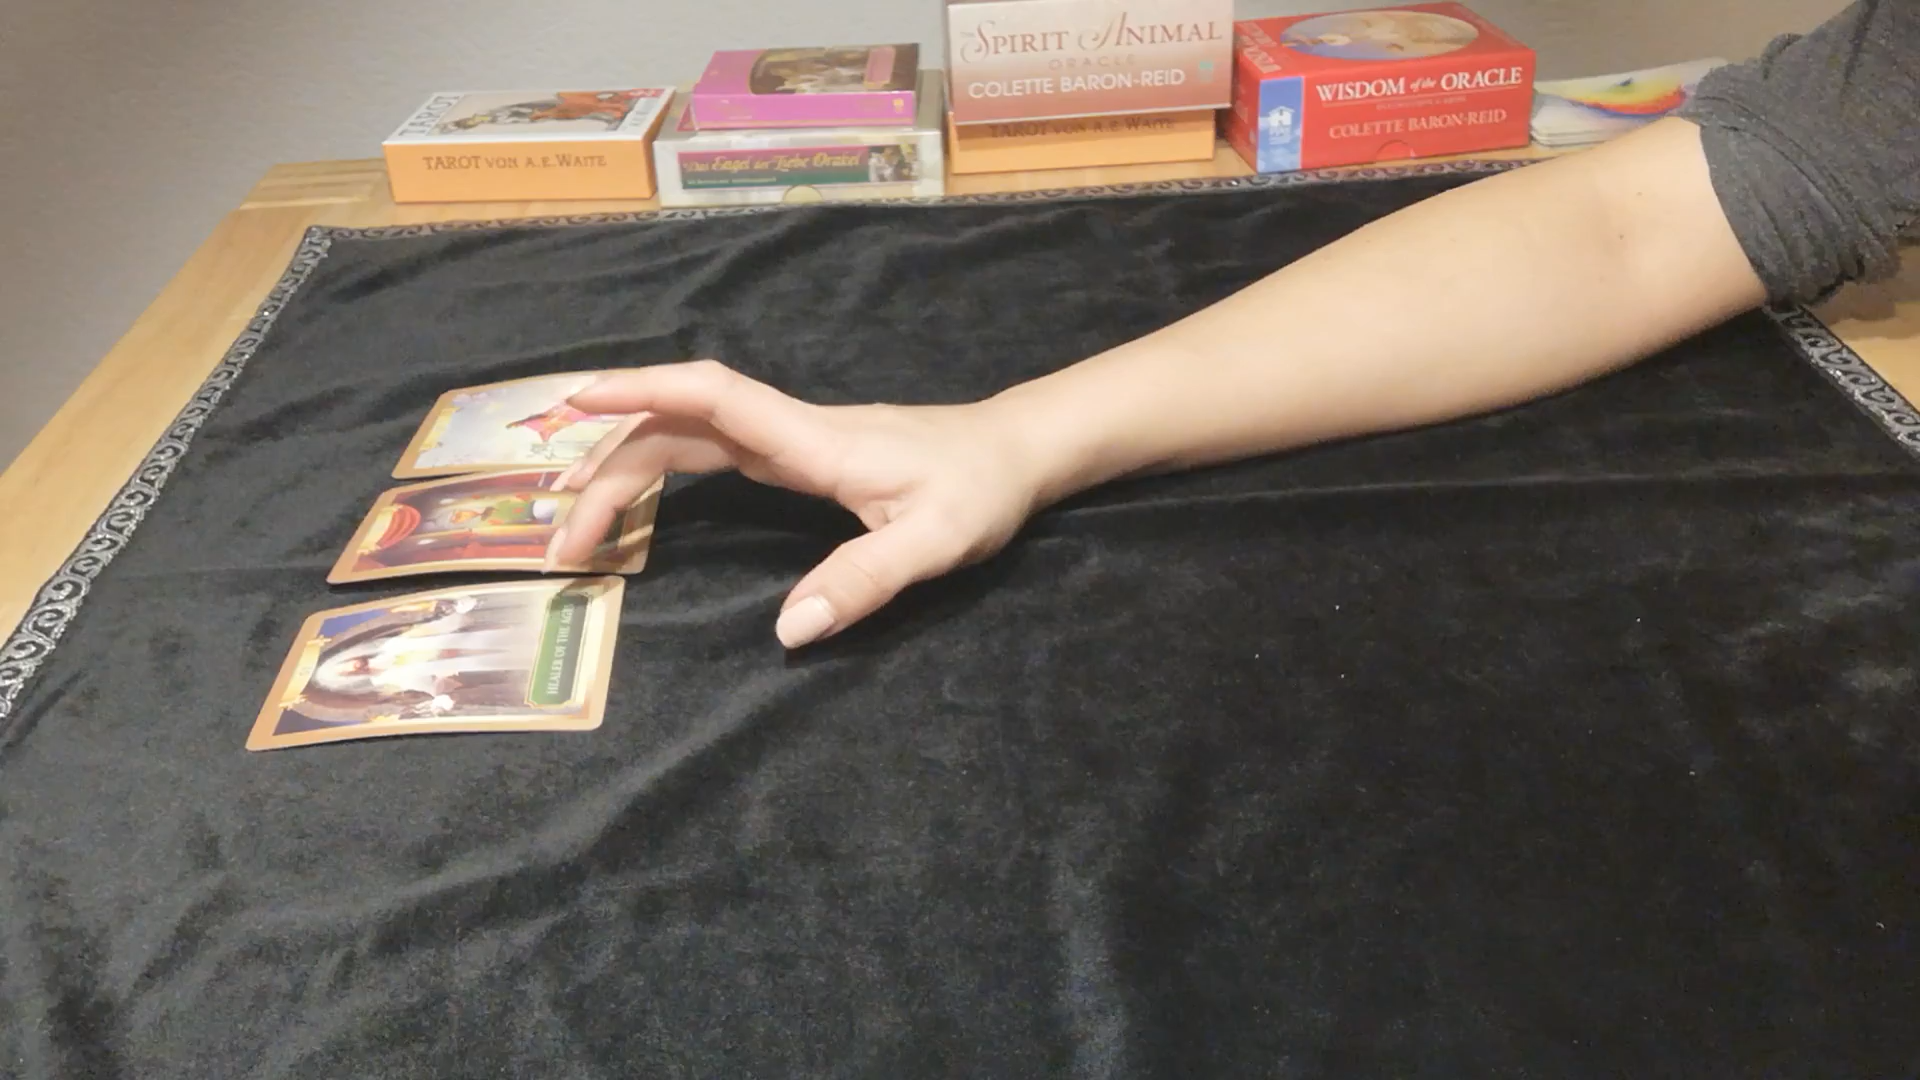 TAROT
TAROT VON A.E.WAITE
Das Engel der Liebe Orakel
SPIRIT ANIMAL
ORACLE
COLETTE BARON-REID
TAROT VON A.E.WAITE
WISDOM of the ORACLE
COLETTE BARON-REID
HEALER OF THE AGES